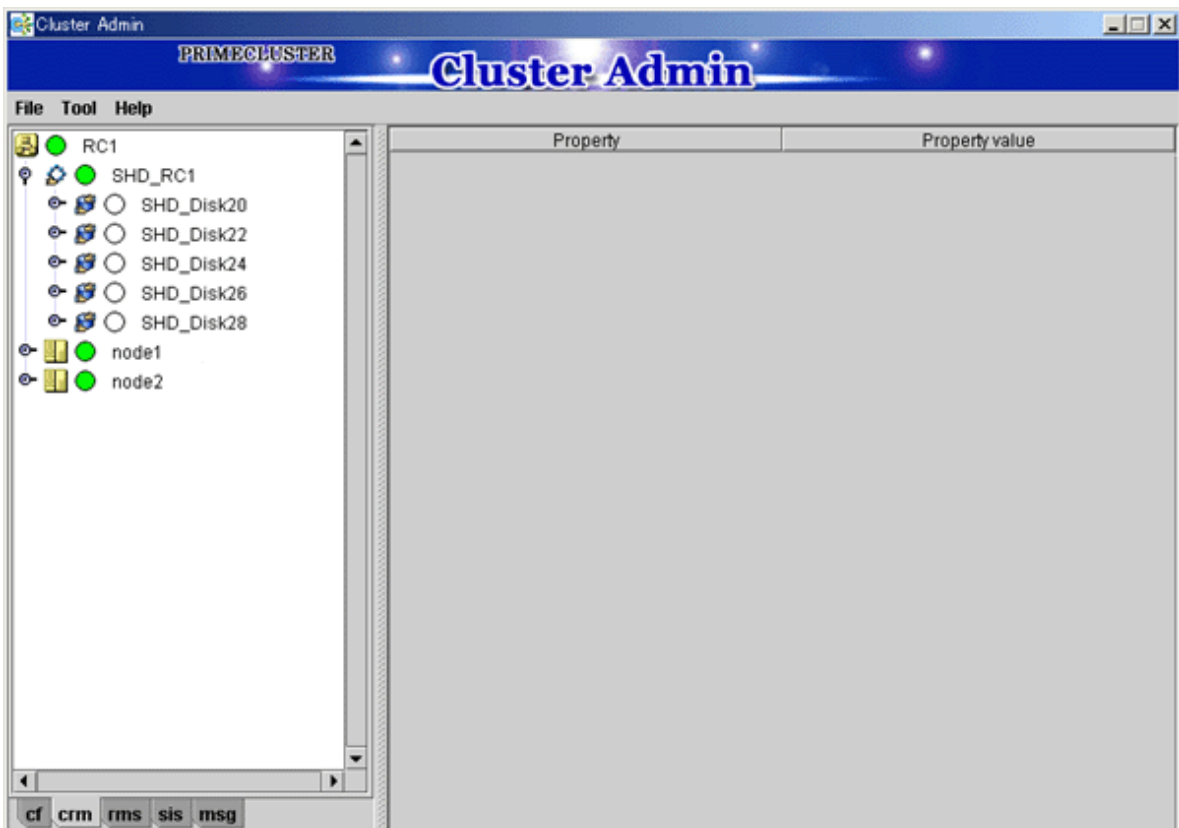 Cluster Admin
PRIMECLUSTER
Cluster Admin
File Tool Help
RC1
SHD_RC1
SHD_Disk20
SHD_Disk22
SHD_Disk24
SHD_Disk26
SHD_Disk28
node1
node2
Property Property value
cf crm rms sis msg